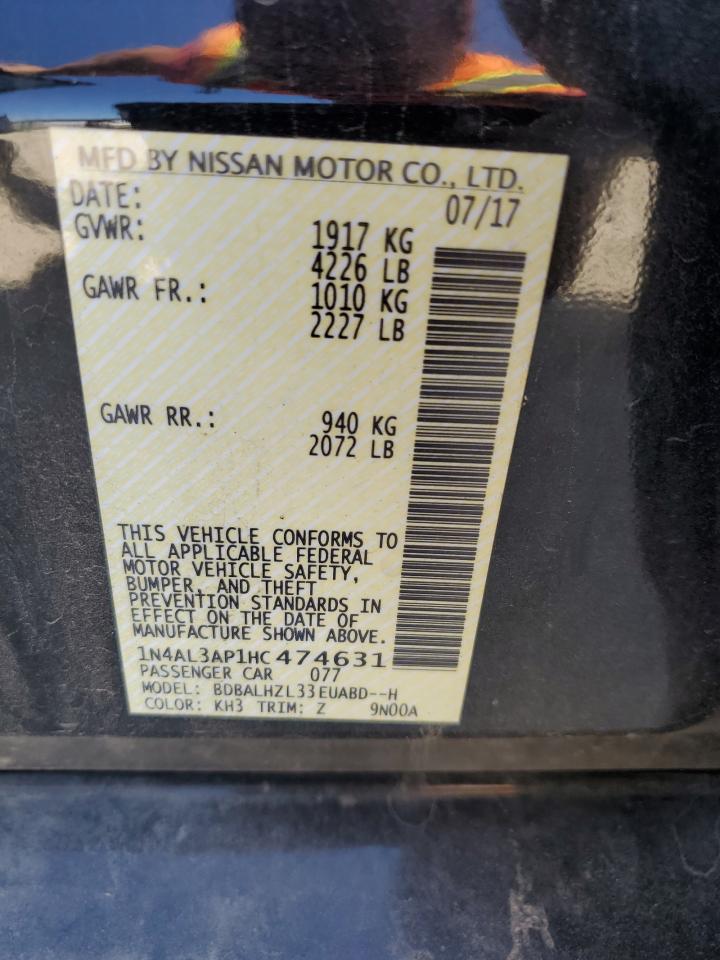 MFD BY NISSAN MOTOR CO., LTD.
DATE: 07/17
GVWR: 1917 KG
4226 LB
GAWR FR.: 1010 KG
2227 LB
GAWR RR.: 940 KG
2072 LB
THIS VEHICLE CONFORMS TO
ALL APPLICABLE FEDERAL
MOTOR VEHICLE SAFETY,
BUMPER, AND THEFT
PREVENTION STANDARDS IN
EFFECT ON THE DATE OF
MANUFACTURE SHOWN ABOVE.
1N4AL3AP1HC474631
PASSENGER CAR 077
MODEL: BDBALHZL33EUABD--H
COLOR: KH3 TRIM: Z 9N00A